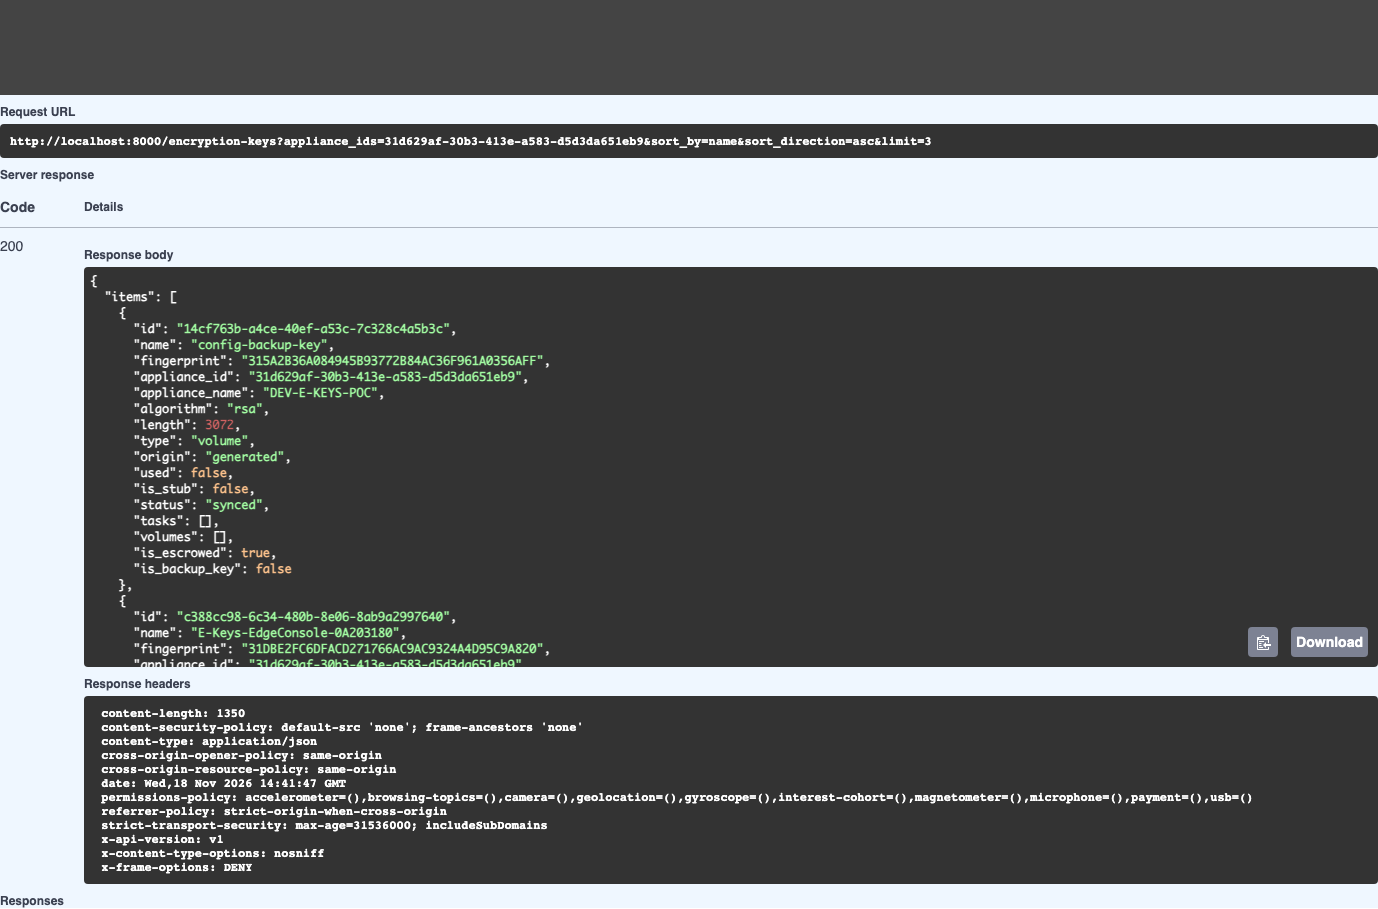 Request URL
http://localhost:8000/encryption-keys?appliance_ids=31d629af-30b3-413e-a583-d5d3da651eb9&sort_by=name&sort_direction=asc&limit=3
Server response
Code Details
200
Response body
{
  "items": [
    {
      "id": "14cf763b-a4ce-40ef-a53c-7c328c4a5b3c",
      "name": "config-backup-key",
      "fingerprint": "315A2B36A084945B93772B84AC36F961A0356AFF",
      "appliance_id": "31d629af-30b3-413e-a583-d5d3da651eb9",
      "appliance_name": "DEV-E-KEYS-POC",
      "algorithm": "rsa",
      "length": 3072,
      "type": "volume",
      "origin": "generated",
      "used": false,
      "is_stub": false,
      "status": "synced",
      "tasks": [],
      "volumes": [],
      "is_escrowed": true,
      "is_backup_key": false
    },
    {
      "id": "c388cc98-6c34-480b-8e06-8ab9a2997640",
      "name": "E-Keys-EdgeConsole-0A203180",
      "fingerprint": "31DBE2FC6DFACD271766AC9AC9324A4D95C9A820",
      "appliance_id": "31d629af-30b3-413e-a583-d5d3da651eb9"
Download
Response headers
content-length: 1350
content-security-policy: default-src 'none'; frame-ancestors 'none'
content-type: application/json
cross-origin-opener-policy: same-origin
cross-origin-resource-policy: same-origin
date: Wed,18 Nov 2026 14:41:47 GMT
permissions-policy: accelerometer=(),browsing-topics=(),camera=(),geolocation=(),gyroscope=(),interest-cohort=(),magnetometer=(),microphone=(),payment=(),usb=()
referrer-policy: strict-origin-when-cross-origin
strict-transport-security: max-age=31536000; includeSubDomains
x-api-version: v1
x-content-type-options: nosniff
x-frame-options: DENY
Responses